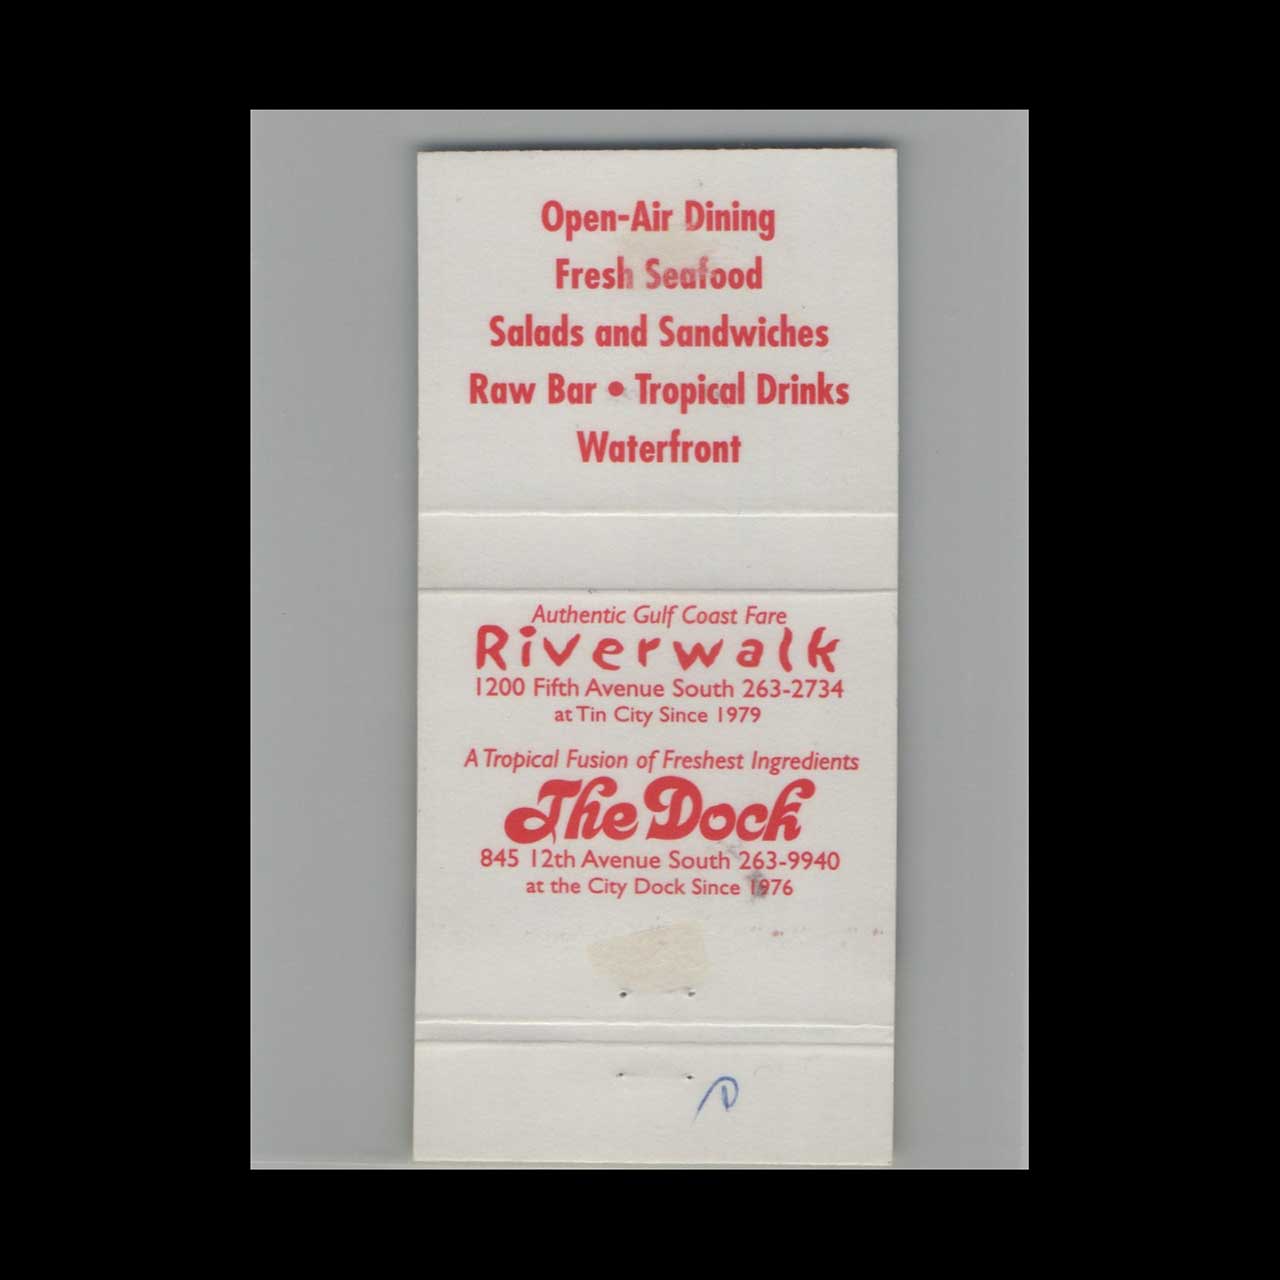 Open-Air Dining
Fresh Seafood
Salads and Sandwiches
Raw Bar • Tropical Drinks
Waterfront
Authentic Gulf Coast Fare
Riverwalk
1200 Fifth Avenue South 263-2734
at Tin City Since 1979
A Tropical Fusion of Freshest Ingredients
The Dock
845 12th Avenue South 263-9940
at the City Dock Since 1976